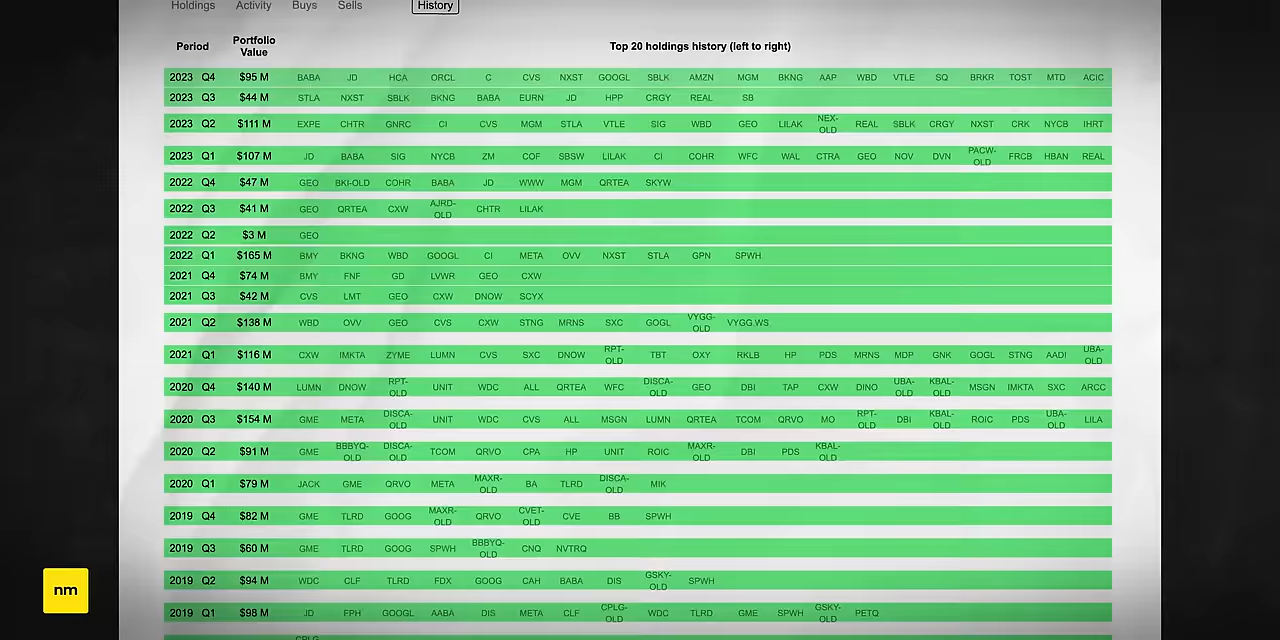 Holdings Activity Buys Sells History
Period Portfolio Value Top 20 holdings history (left to right)
2023 Q4 $95 M BABA JD HCA ORCL C CVS NXST GOOGL SBLK AMZN MGM BKNG AAP WBD VTLE SQ BRKR TOST MTD ACIC
2023 Q3 $44 M STLA NXST SBLK BKNG BABA EURN JD HPP CRGY REAL SB
2023 Q2 $111 M EXPE CHTR GNRC CI CVS MGM STLA VTLE SIG WBD GEO LILAK NEX-OLD REAL SBLK CRGY NXST CRK NYCB IHRT
2023 Q1 $107 M JD BABA SIG NYCB ZM COF SBSW LILAK CI COHR WFC WAL CTRA GEO NOV DVN PACW-OLD FRCB HBAN REAL
2022 Q4 $47 M GEO BKI-OLD COHR BABA JD WWW MGM QRTEA SKYW
2022 Q3 $41 M GEO QRTEA CXW AJRD-OLD CHTR LILAK
2022 Q2 $3 M GEO
2022 Q1 $165 M BMY BKNG WBD GOOGL CI META OVV NXST STLA GPN SPWH
2021 Q4 $74 M BMY FNF GD LVWR GEO CXW
2021 Q3 $42 M CVS LMT GEO CXW DNOW SCYX
2021 Q2 $138 M WBD OVV GEO CVS CXW STNG MRNS SXC GOGL VYGG-OLD VYGG.WS
2021 Q1 $116 M CXW IMKTA ZYME LUMN CVS SXC DNOW RPT-OLD TBT OXY RKLB HP PDS MRNS MDP GNK GOGL STNG AADI UBA-OLD
2020 Q4 $140 M LUMN DNOW RPT-OLD UNIT WDC ALL QRTEA WFC DISCA-OLD GEO DBI TAP CXW DINO UBA-OLD KBAL-OLD MSGN IMKTA SXC ARCC
2020 Q3 $154 M GME META DISCA-OLD UNIT WDC CVS ALL MSGN LUMN QRTEA TCOM QRVO MO RPT-OLD DBI KBAL-OLD ROIC PDS UBA-OLD LILA
2020 Q2 $91 M GME BBBYQ-OLD DISCA-OLD TCOM QRVO CPA HP UNIT ROIC MAXR-OLD DBI PDS KBAL-OLD
2020 Q1 $79 M JACK GME QRVO META MAXR-OLD BA TLRD DISCA-OLD MIK
2019 Q4 $82 M GME TLRD GOOG MAXR-OLD QRVO CVET-OLD CVE BB SPWH
2019 Q3 $60 M GME TLRD GOOG SPWH BBBYQ-OLD CNQ NVTRQ
2019 Q2 $94 M WDC CLF TLRD FDX GOOG CAH BABA DIS GSKY-OLD SPWH
2019 Q1 $98 M JD FPH GOOGL AABA DIS META CLF CPLG-OLD WDC TLRD GME SPWH GSKY-OLD PETQ
nm